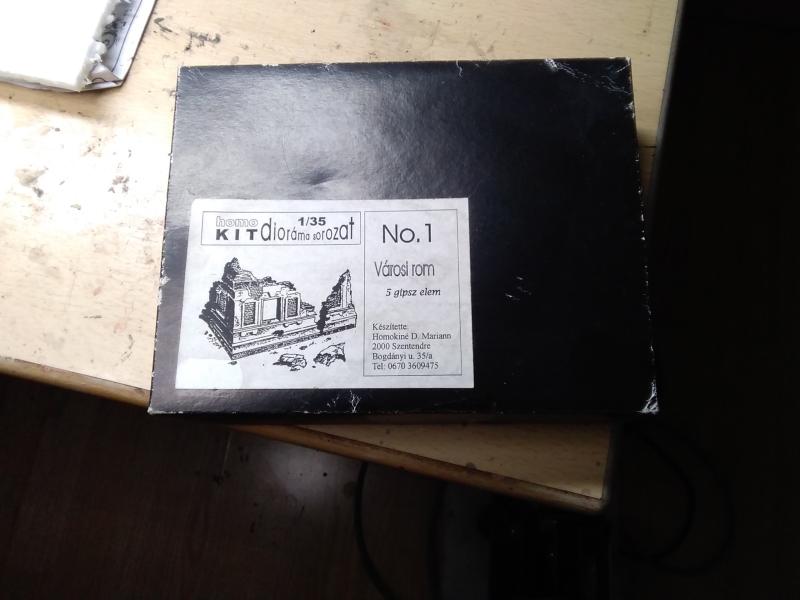 homo 1/35
KIT dioráma sorozat
No.1
Városi rom
5 gipsz elem
Készítette:
Homokiné D. Mariann
2000 Szentendre
Bogdányi u. 35/a
Tel: 0670 3609475